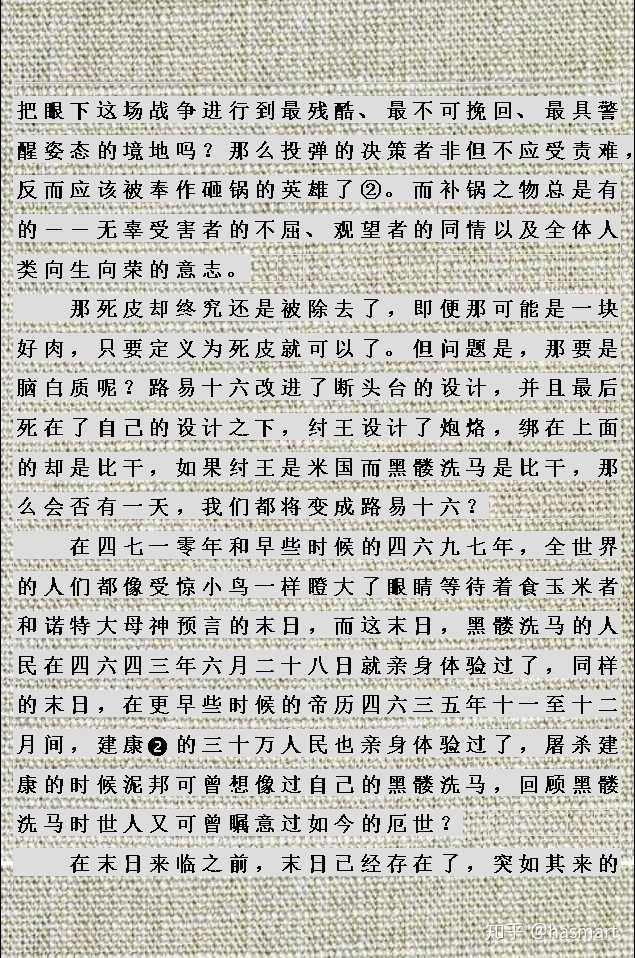 把眼下这场战争进行到最残酷、最不可挽回、最具警
醒姿态的境地吗？那么投弹的决策者非但不应受责难，
反而应该被奉作砸锅的英雄了②。而补锅之物总是有
的－－无辜受害者的不屈、观望者的同情以及全体人
类向生向荣的意志。
那死皮却终究还是被除去了，即便那可能是一块
好肉，只要定义为死皮就可以了。但问题是，那要是
脑白质呢？路易十六改进了断头台的设计，并且最后
死在了自己的设计之下，纣王设计了炮烙，绑在上面
的却是比干，如果纣王是米国而黑髅洗马是比干，那
么会否有一天，我们都将变成路易十六？
在四七一零年和早些时候的四六九七年，全世界
的人们都像受惊小鸟一样瞪大了眼睛等待着食玉米者
和诺特大母神预言的末日，而这末日，黑髅洗马的人
民在四六四三年六月二十八日就亲身体验过了，同样
的末日，在更早些时候的帝历四六三五年十一至十二
月间，建康❷的三十万人民也亲身体验过了，屠杀建
康的时候泥邦可曾想像过自己的黑髅洗马，回顾黑髅
洗马时世人又可曾瞩意过如今的厄世？
在末日来临之前，末日已经存在了，突如其来的
知乎 @hasmart